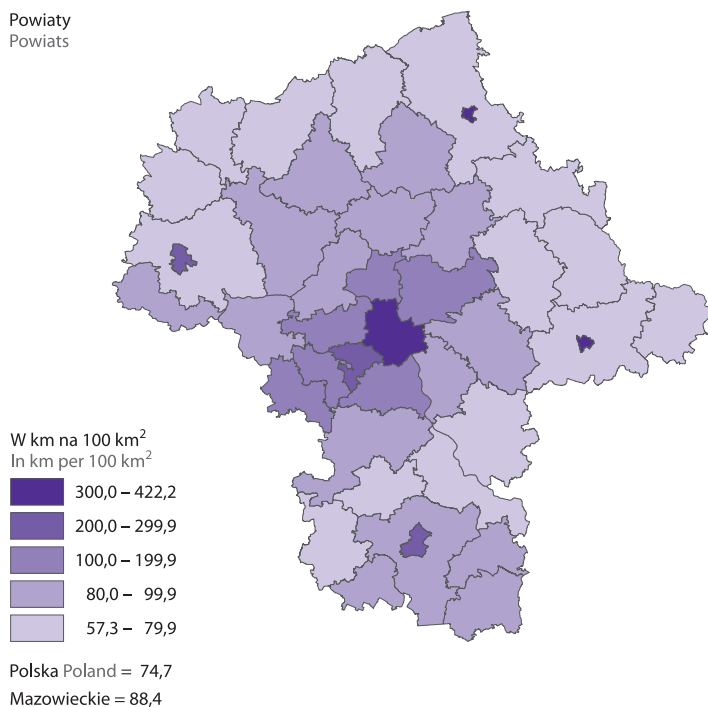 Powiaty
Powiats
W km na 100 km²
In km per 100 km²
300,0 – 422,2
200,0 – 299,9
100,0 – 199,9
80,0 – 99,9
57,3 – 79,9
Polska Poland = 74,7
Mazowieckie = 88,4